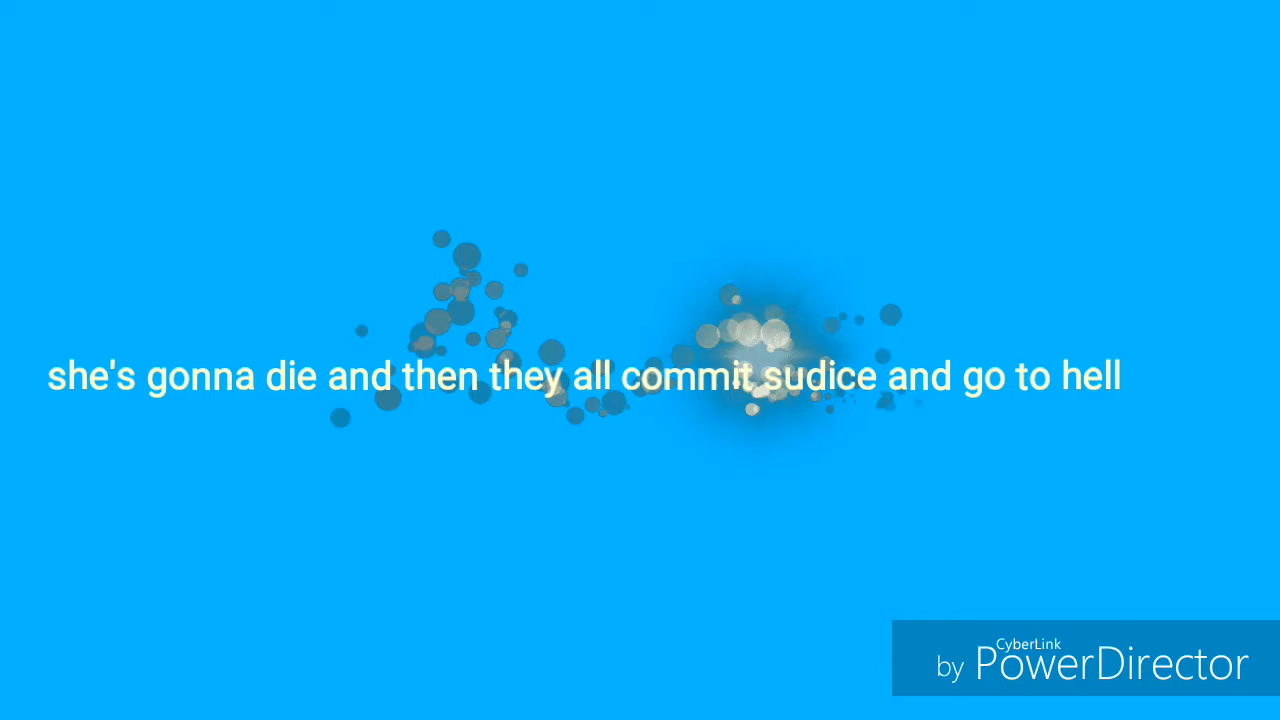 she's gonna die and then they all commit sudice and go to hell
CyberLink
by PowerDirector